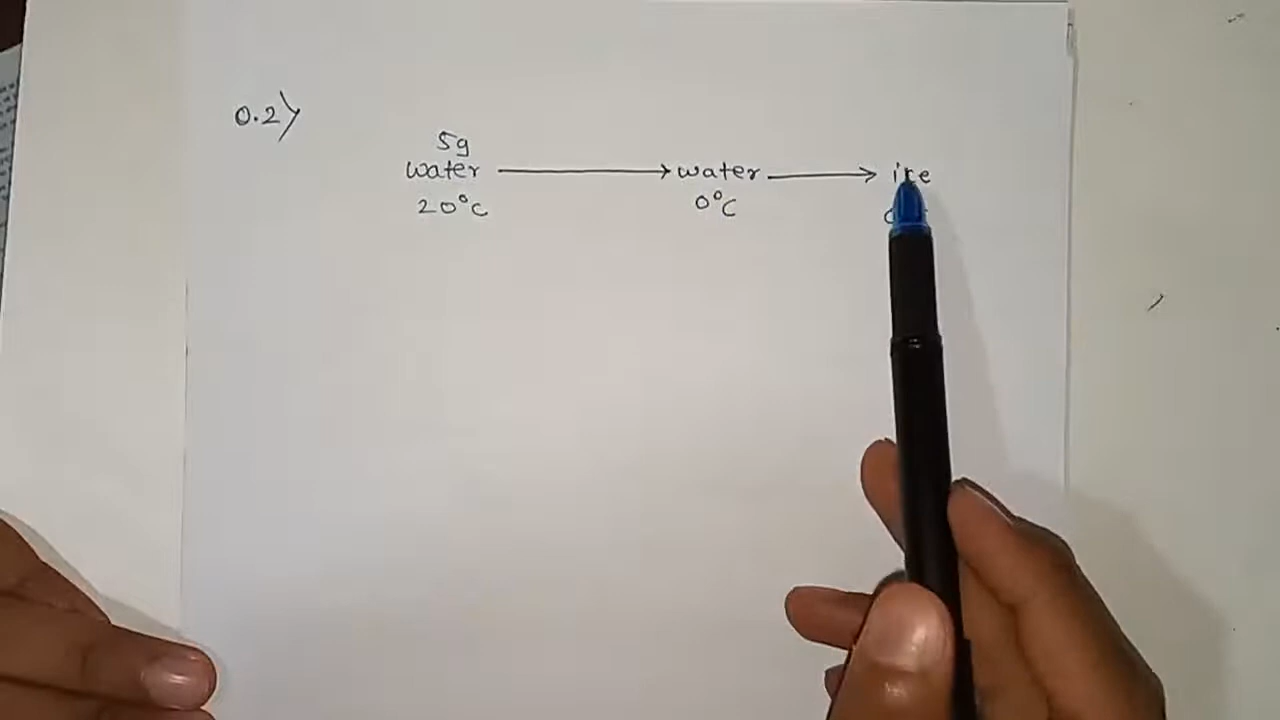 0.2)
5g
water → water → ice
20°C 0°C